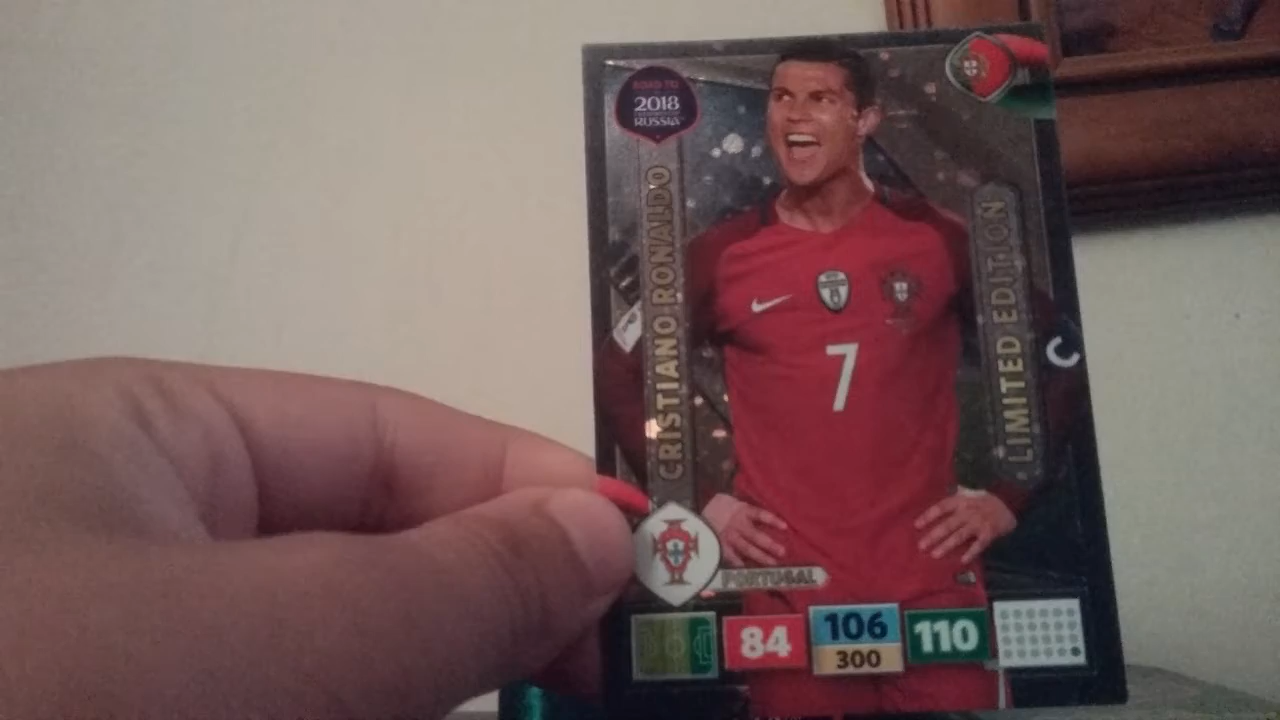 ROAD TO
2018
RUSSIA
CRISTIANO RONALDO
LIMITED EDITION
7
C
PORTUGAL
84
106
300
110